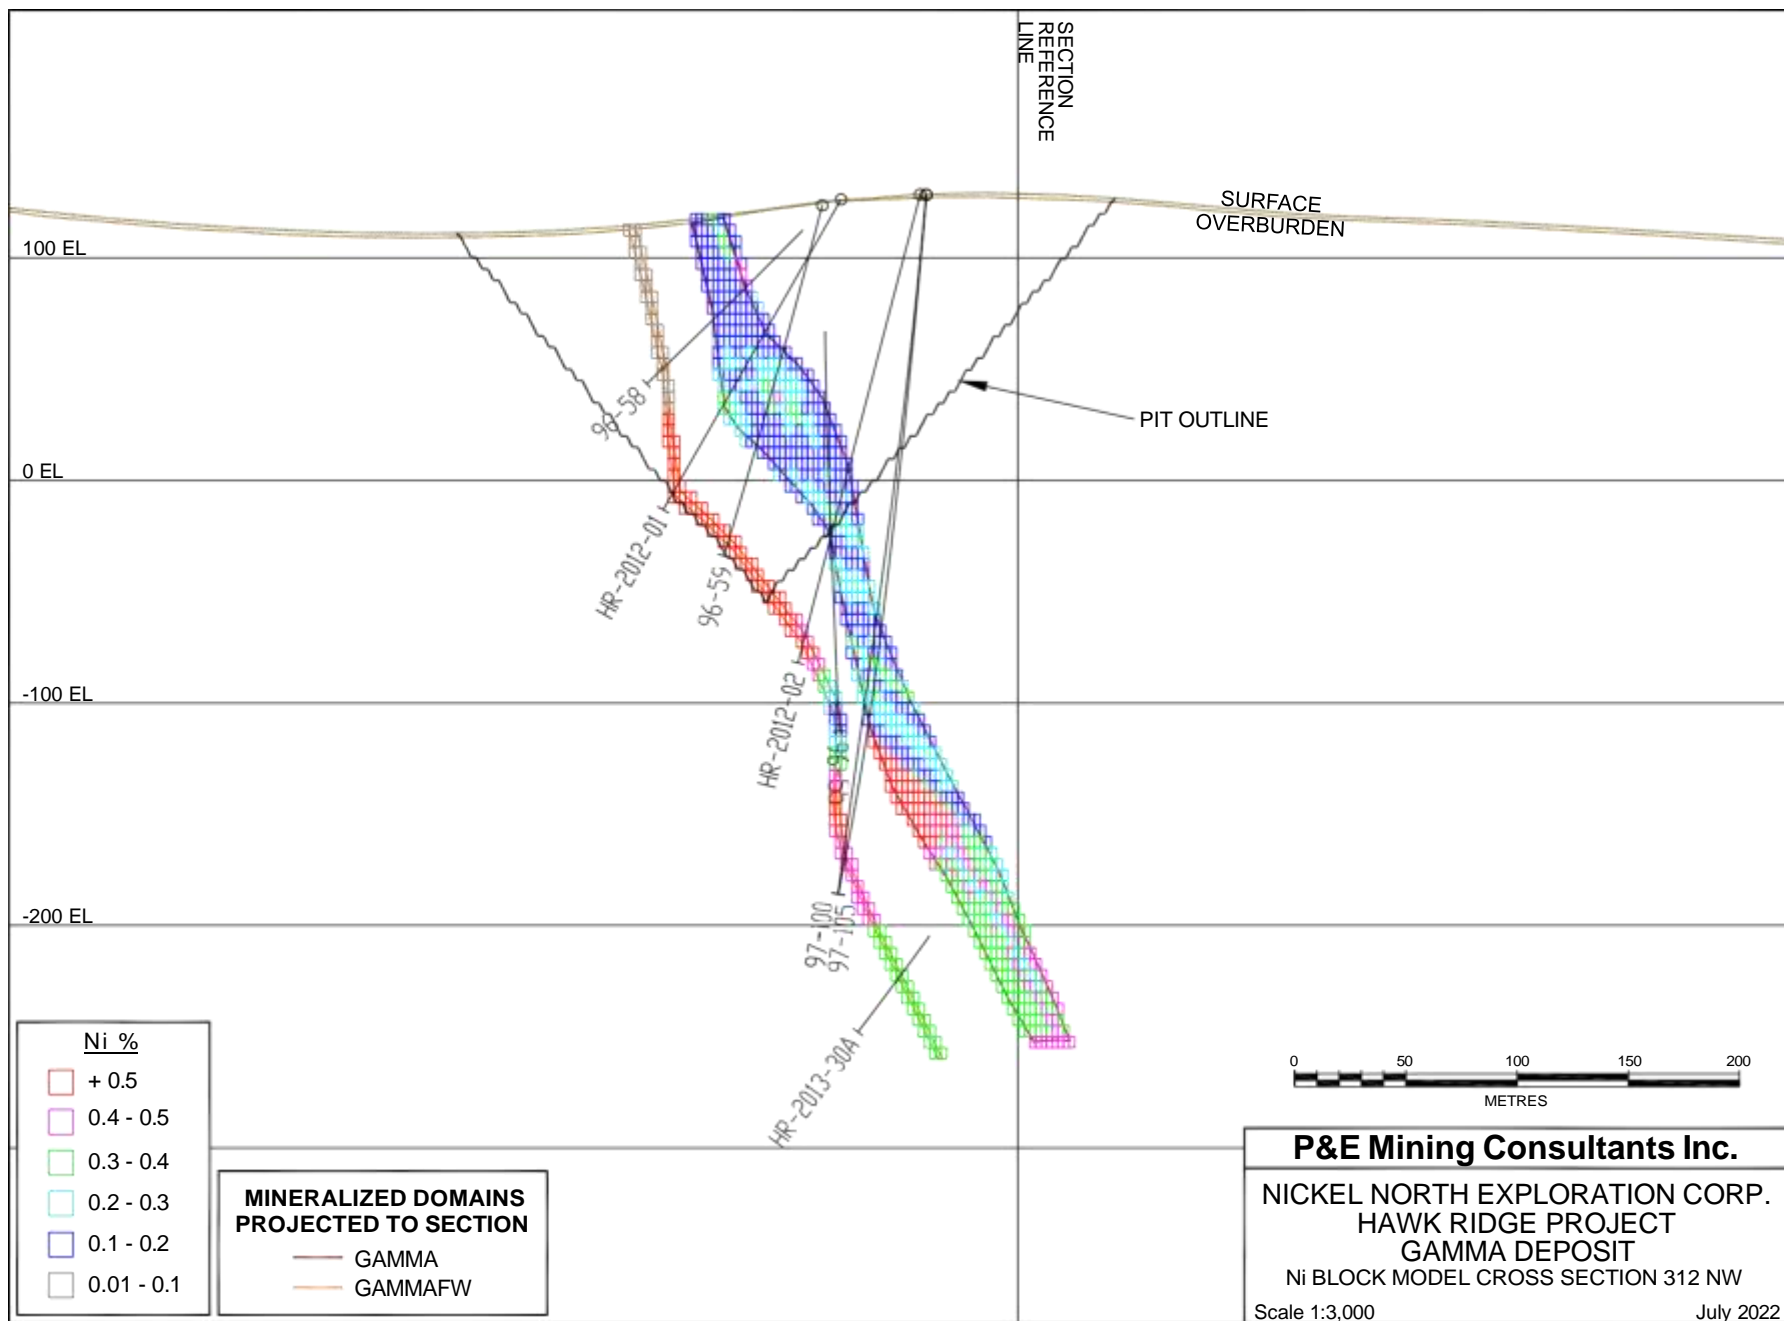 SECTION
REFERENCE
LINE
SURFACE
OVERBURDEN
100 EL
96-58
PIT OUTLINE
0 EL
HR-2012-01
96-59
-100 EL
HR-2012-02
96
-200 EL
97-100
97-105
HR-2013-30A
Ni %
+ 0.5
0.4 - 0.5
0.3 - 0.4
0.2 - 0.3
0.1 - 0.2
0.01 - 0.1
MINERALIZED DOMAINS
PROJECTED TO SECTION
GAMMA
GAMMAFW
0 50 100 150 200
METRES
P&E Mining Consultants Inc.
NICKEL NORTH EXPLORATION CORP.
HAWK RIDGE PROJECT
GAMMA DEPOSIT
Ni BLOCK MODEL CROSS SECTION 312 NW
Scale 1:3,000 July 2022